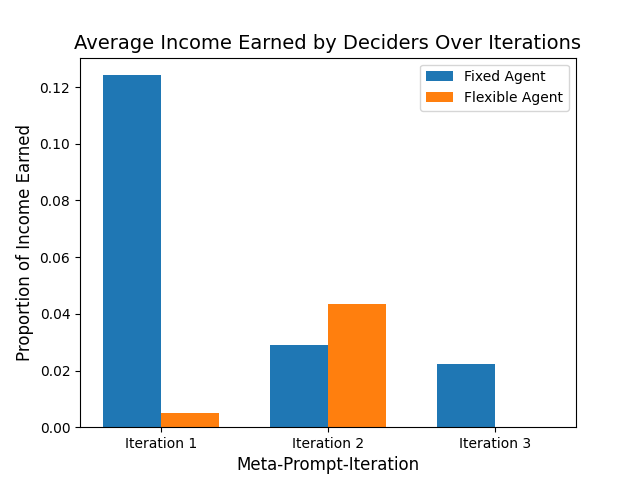 Average Income Earned by Deciders Over Iterations
Fixed Agent
Flexible Agent
Proportion of Income Earned
0.12
0.10
0.08
0.06
0.04
0.02
0.00
Iteration 1
Iteration 2
Iteration 3
Meta-Prompt-Iteration